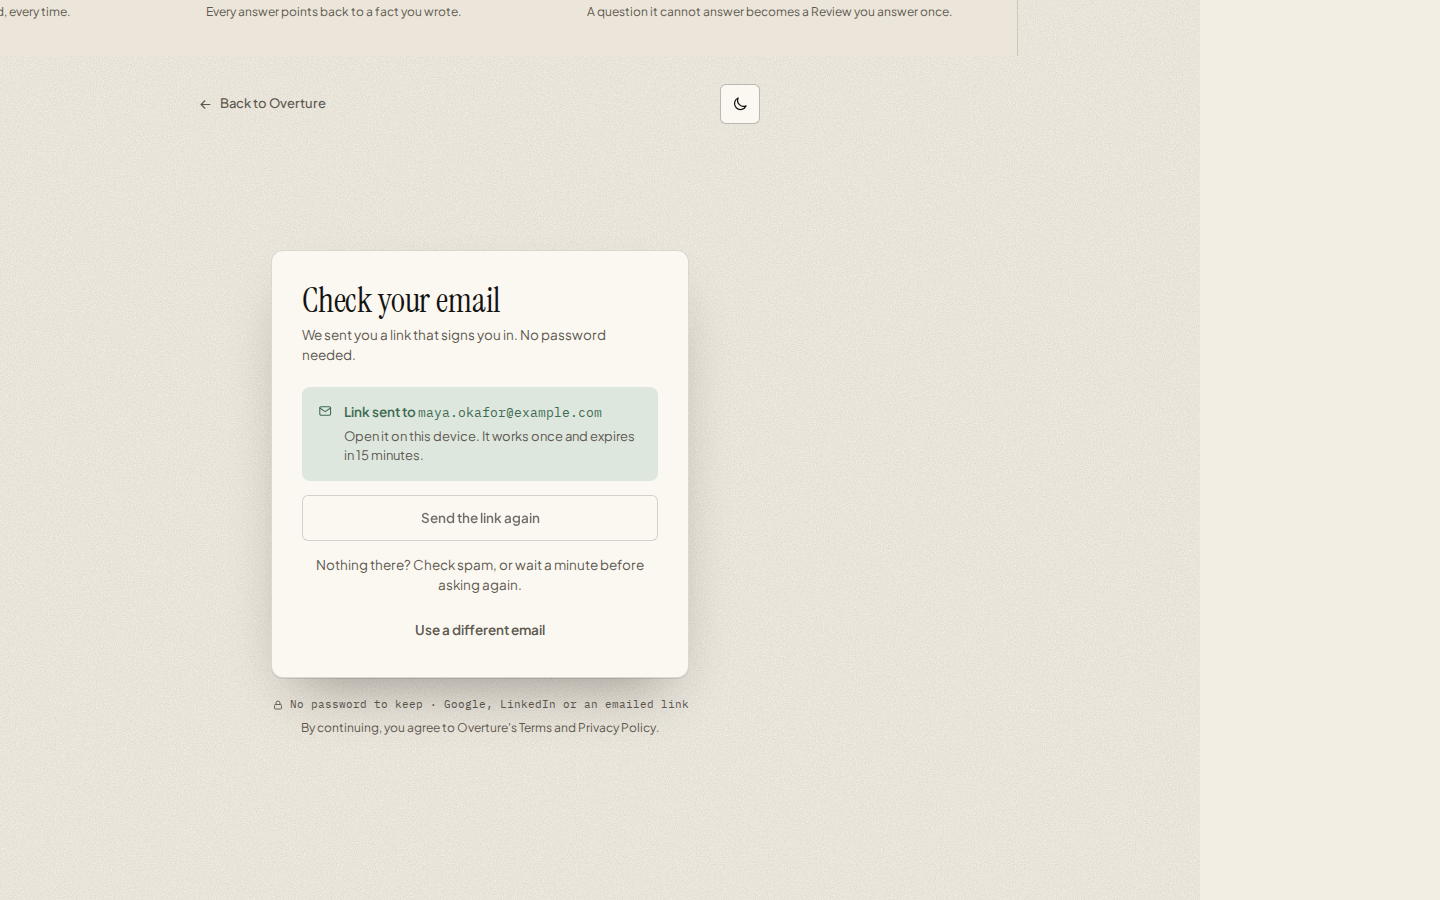 d, every time.
Every answer points back to a fact you wrote.
A question it cannot answer becomes a Review you answer once.
← Back to Overture
Check your email
We sent you a link that signs you in. No password
needed.
Link sent to maya.okafor@example.com
Open it on this device. It works once and expires
in 15 minutes.
Send the link again
Nothing there? Check spam, or wait a minute before
asking again.
Use a different email
No password to keep · Google, LinkedIn or an emailed link
By continuing, you agree to Overture's Terms and Privacy Policy.